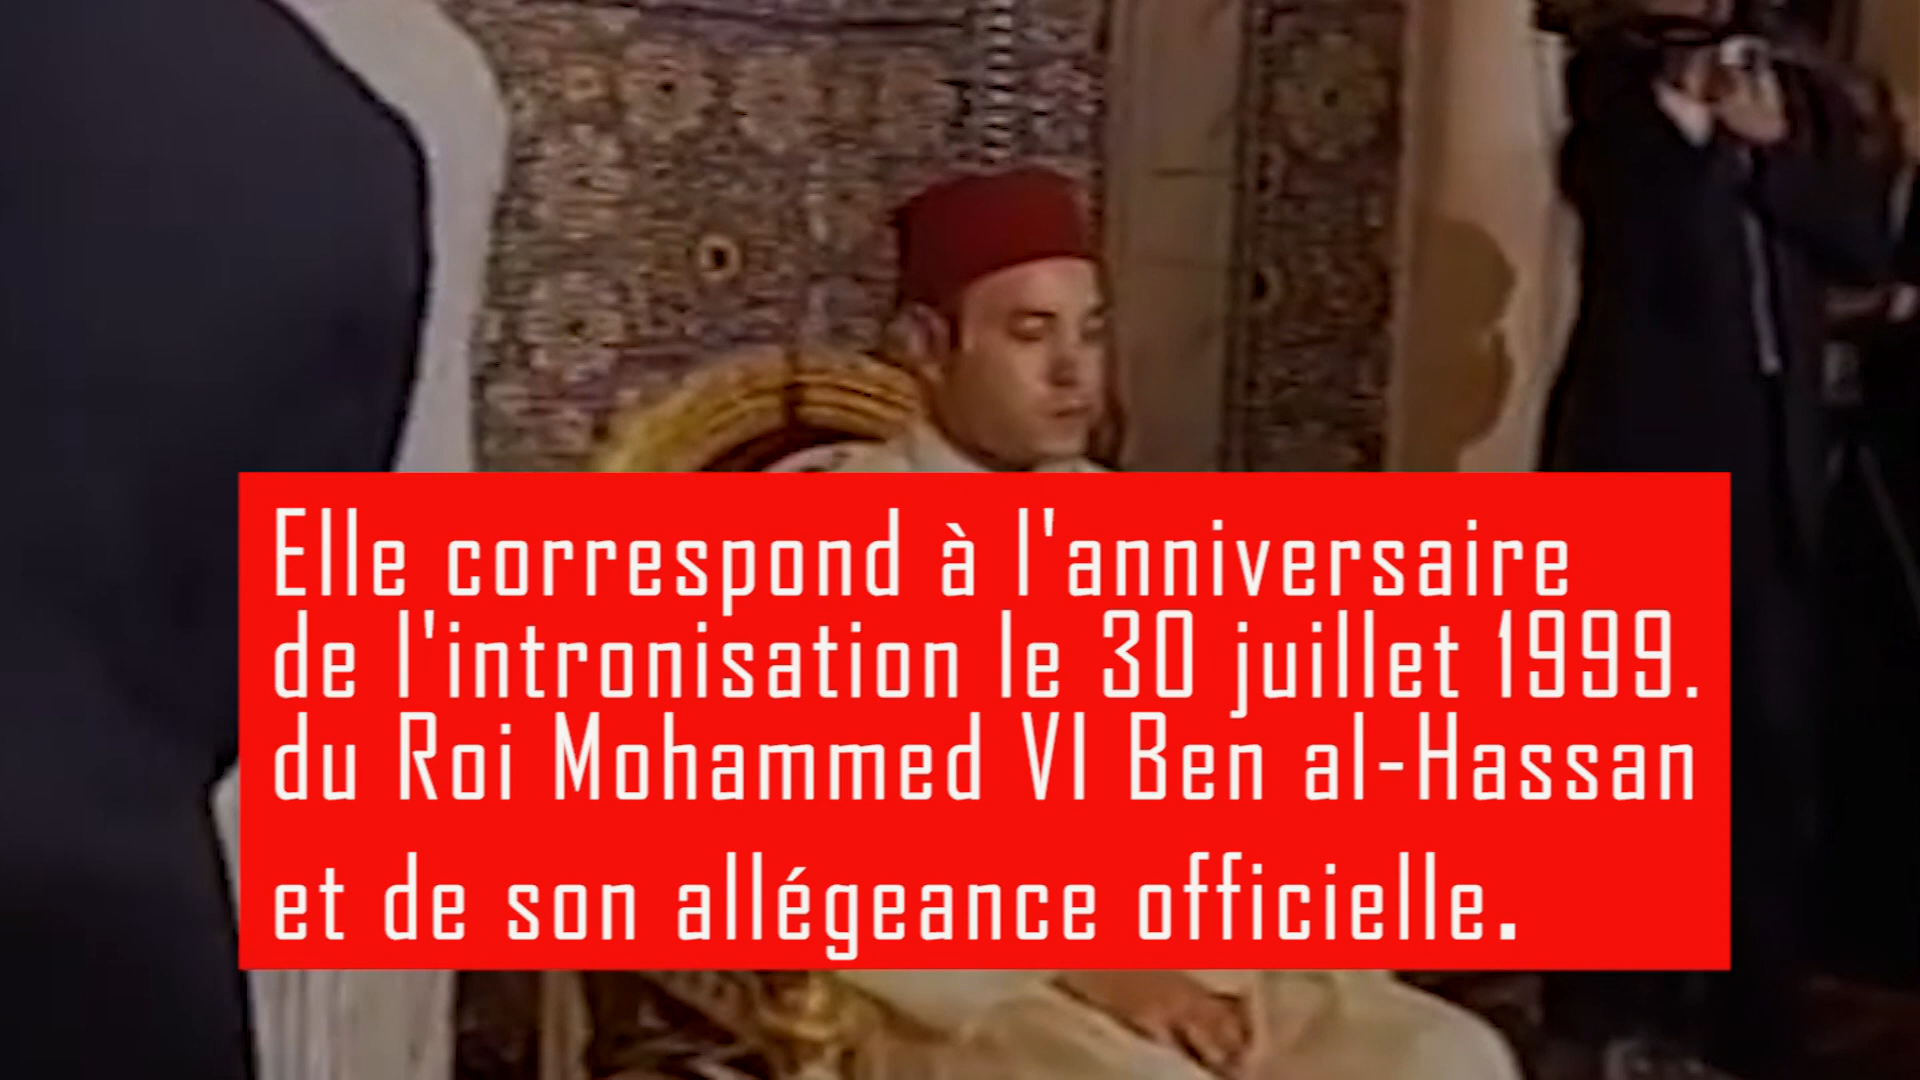 Elle correspond à l'anniversaire
de l'intronisation le 30 juillet 1999.
du Roi Mohammed VI Ben al-Hassan
et de son allégeance officielle.